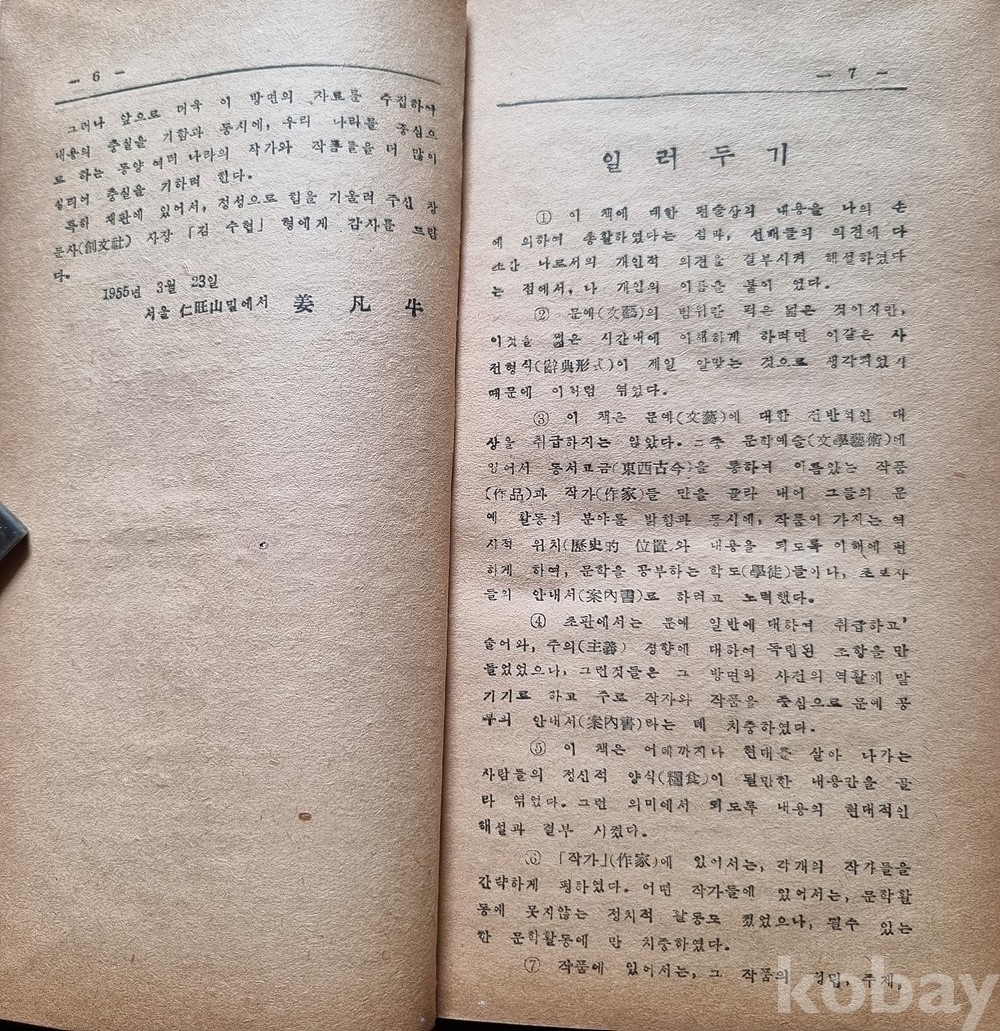 — 6 —
그러나 앞으로 더욱 이 방면의 자료를 수집하여
내용의 충실을 기함과 동시에, 우리 나라를 중심으
로 하는 동양 여러 나라의 작가와 작품들을 더 많이
실리어 충실을 기하려 한다.
특히 재판에 있어서, 정성으로 힘을 기울러 주신 창
문사(創文社) 사장 「김 수협」 형에게 감사를 드립
다.
1955년 3월 23일
서울 仁旺山밑에서 姜 凡 牛
— 7 —
일 러 두 기
① 이 책에 대한 편술상의 내용을 나의 손
에 의하여 총활하였다는 점과, 선배들의 의견에 다
소간 나로서의 개인적 의견을 결부시켜 해설하였다
는 점에서, 나 개인의 이름을 붙이 었다.
② 문예(文藝)의 범위란 퍽은 넓은 것이지만,
이것을 짧은 시간내에 이해하게 하려면 이같은 사
전형식(辭典形式)이 제일 알맞는 것으로 생각되었기
때문에 이처럼 엮었다.
③ 이 책은 문예(文藝)에 대한 전반적인 대
상을 취급하지는 않았다. 그중 문학예술(文學藝術)에
있어서 동서고금(東西古今)을 통하여 이름있는 작품
(作品)과 작가(作家)들 만을 골라 내어 그들의 문
예 활동의 분야를 밝힘과 동시에, 작품이 가지는 역
사적 위치(歷史的 位置)와 내용을 되도록 이해에 편
하게 하여, 문학을 공부하는 학도(學徒)들이나, 초보자
들의 안내서(案內書)로 하려고 노력했다.
④ 초판에서는 문예 일반에 대하여 취급하고'
술어와, 주의(主義) 경향에 대하여 독립된 조항을 만
들었었으나, 그런것들은 그 방면의 사전의 역활에 맡
기기로 하고 주로 작자와 작품을 중심으로 문예 공
부의 안내서(案內書)라는 데 치중하였다.
⑤ 이 책은 어데까지나 현대를 살아 나가는
사람들의 정신적 양식(糧食)이 될만한 내용만을 골
라 엮었다. 그런 의미에서 되도록 내용의 현대적인
해설과 결부 시켰다.
⑥ 「작가」(作家)에 있어서는, 각개의 작가들을
간략하게 평하였다. 어떤 작가들에 있어서는, 문학활
동에 못지않는 정치적 활동도 컸었으나, 될수 있는
한 문학활동에 만 치중하였다.
⑦ 작품에 있어서는, 그 작품의 경입, 주제,
kobay